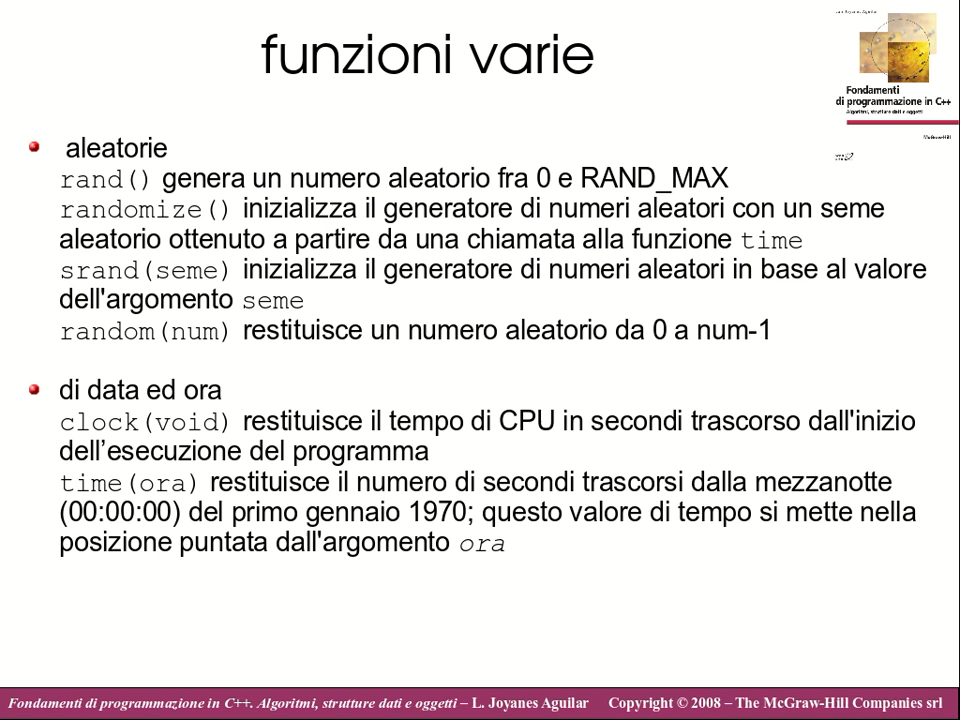 funzioni varie
Fondamenti
di programmazione in C++
Algoritmi, strutture dati e oggetti
McGraw-Hill
aleatorie
rand() genera un numero aleatorio fra 0 e RAND_MAX
randomize() inizializza il generatore di numeri aleatori con un seme
aleatorio ottenuto a partire da una chiamata alla funzione time
srand(seme) inizializza il generatore di numeri aleatori in base al valore
dell'argomento seme
random(num) restituisce un numero aleatorio da 0 a num-1
di data ed ora
clock(void) restituisce il tempo di CPU in secondi trascorso dall'inizio
dell’esecuzione del programma
time(ora) restituisce il numero di secondi trascorsi dalla mezzanotte
(00:00:00) del primo gennaio 1970; questo valore di tempo si mette nella
posizione puntata dall'argomento ora
Fondamenti di programmazione in C++. Algoritmi, strutture dati e oggetti – L. Joyanes Aguilar Copyright © 2008 – The McGraw-Hill Companies srl